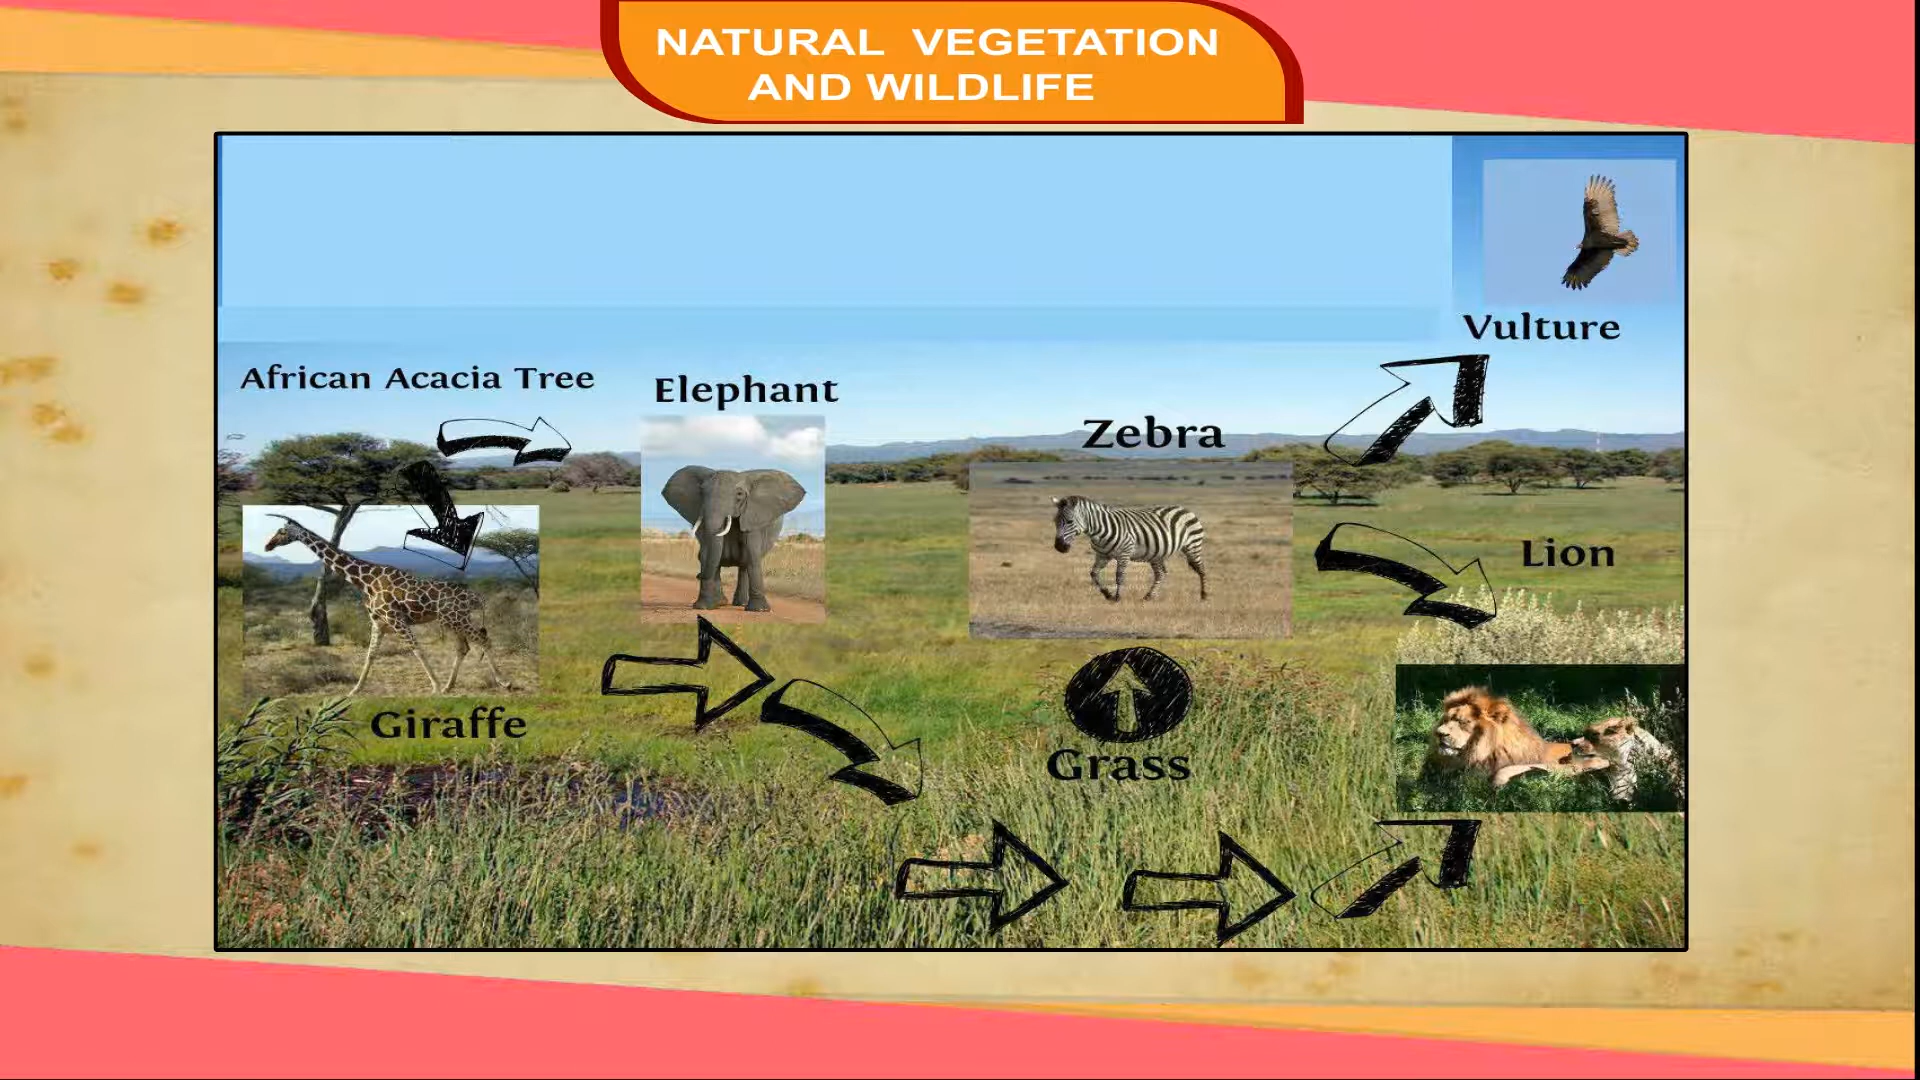 NATURAL VEGETATION
AND WILDLIFE
Vulture
African Acacia Tree
Elephant
Zebra
Lion
Giraffe
Grass